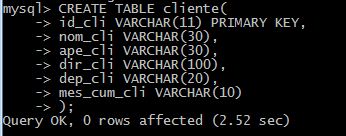 mysql> CREATE TABLE cliente(
    -> id_cli VARCHAR(11) PRIMARY KEY,
    -> nom_cli VARCHAR(30),
    -> ape_cli VARCHAR(30),
    -> dir_cli VARCHAR(100),
    -> dep_cli VARCHAR(20),
    -> mes_cum_cli VARCHAR(10)
    -> );
Query OK, 0 rows affected (2.52 sec)